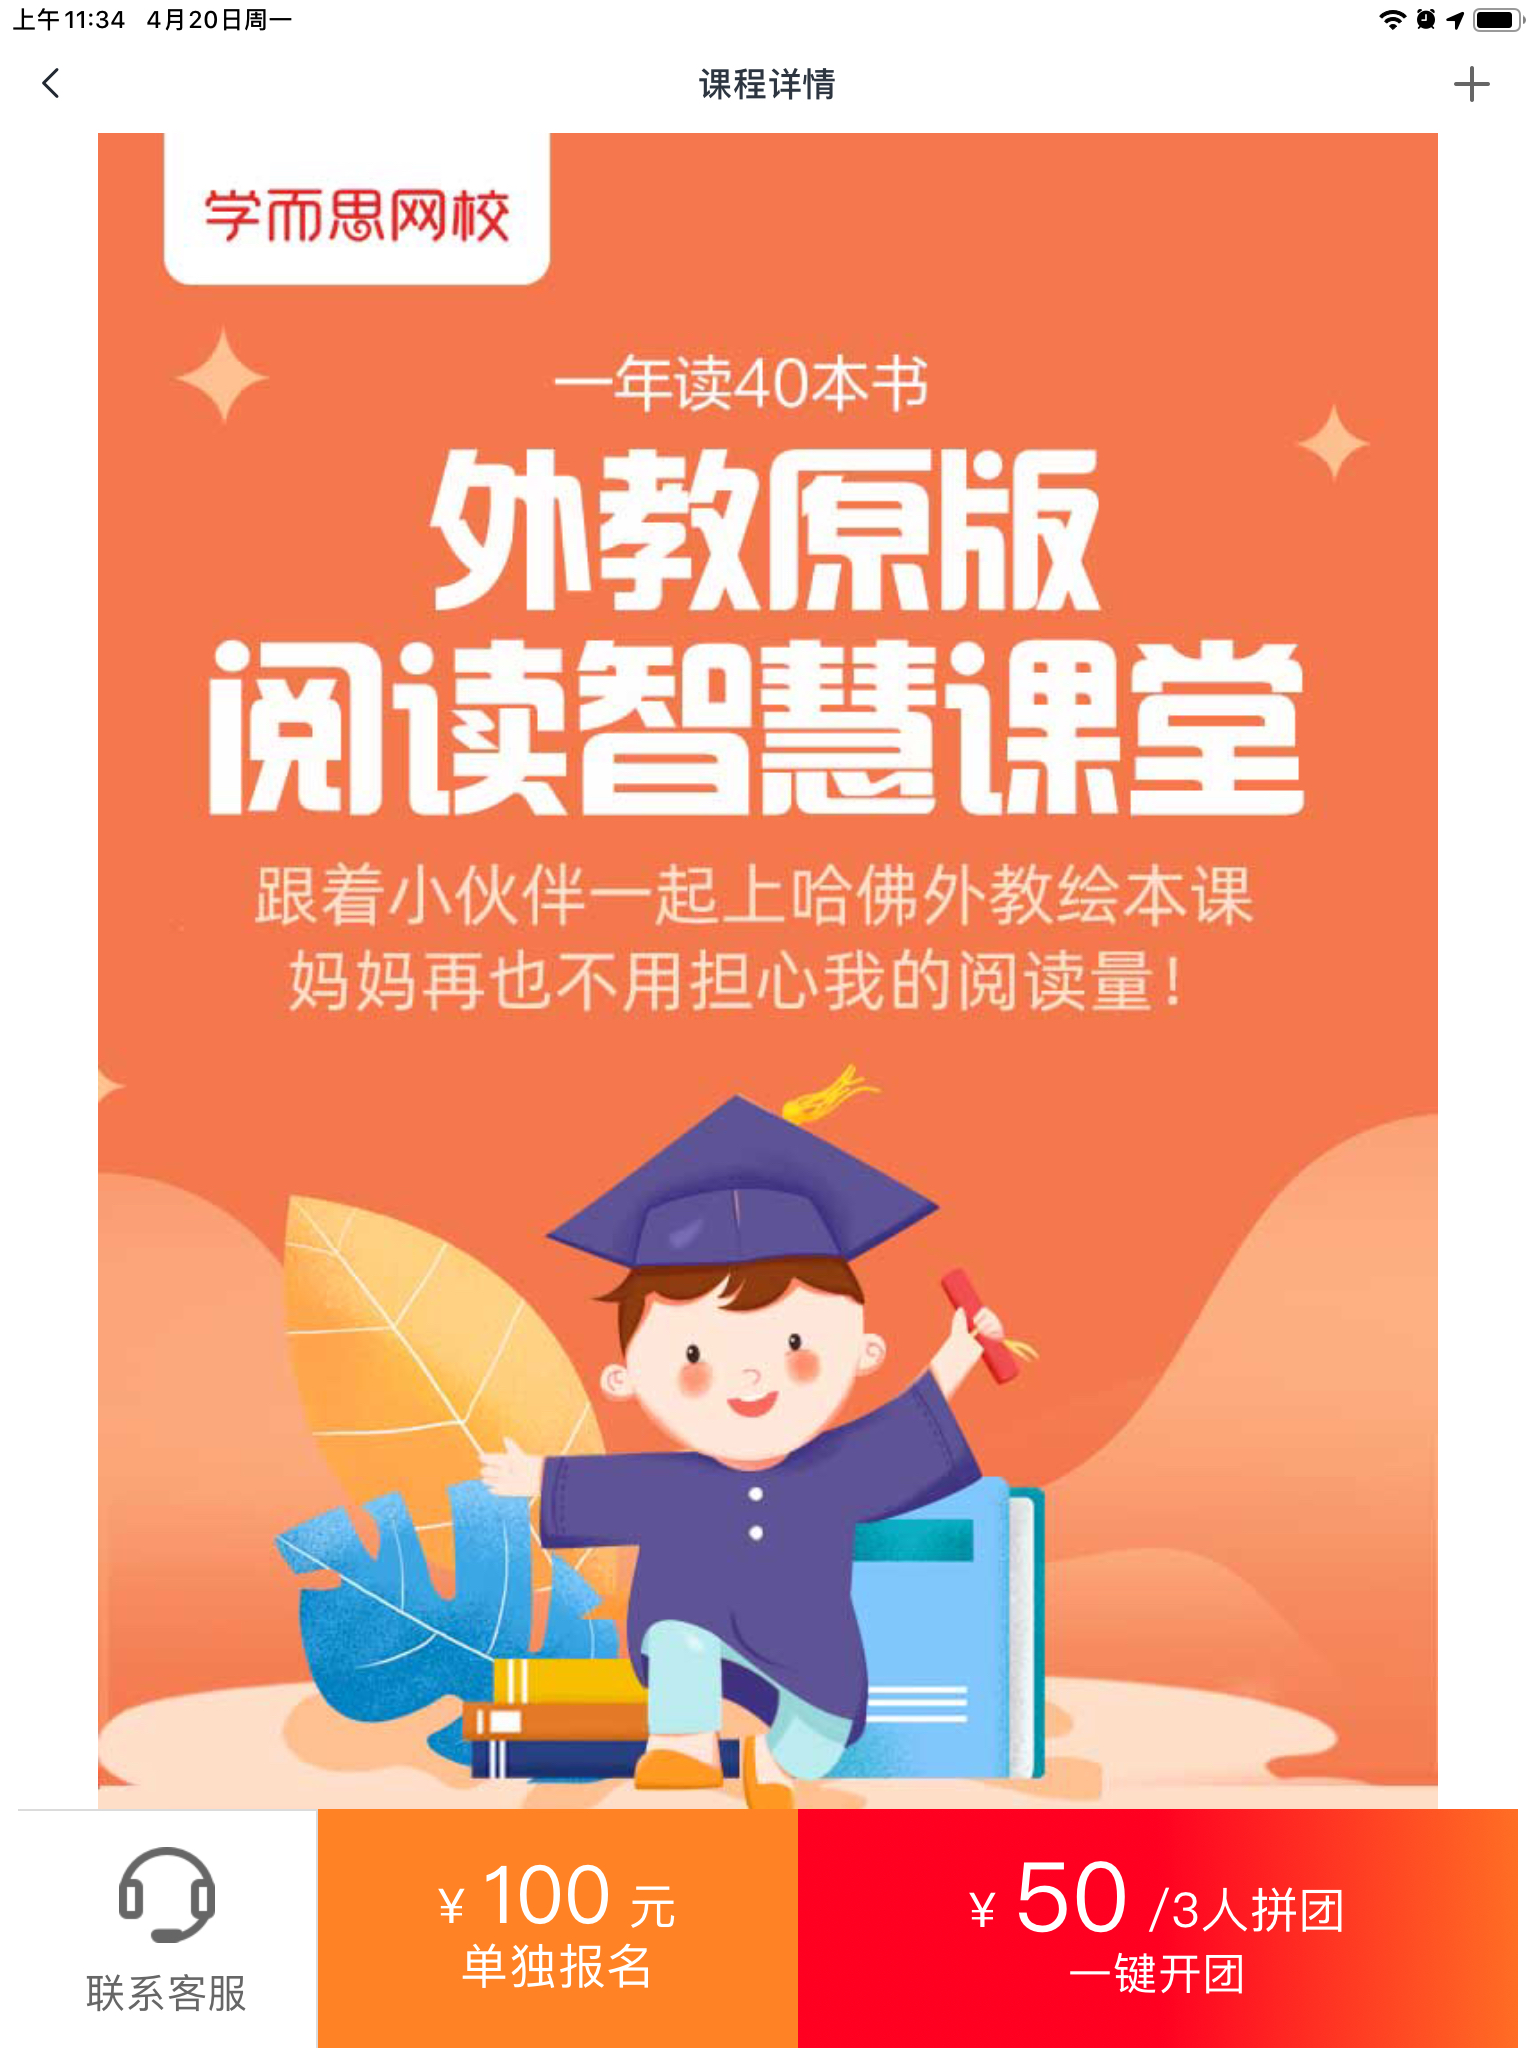 上午11:34 4月20日周一
课程详情
学而思网校
一年读40本书
外教原版
阅读智慧课堂
跟着小伙伴一起上哈佛外教绘本课
妈妈再也不用担心我的阅读量！
联系客服
¥ 100 元
单独报名
¥ 50 /3人拼团
一键开团